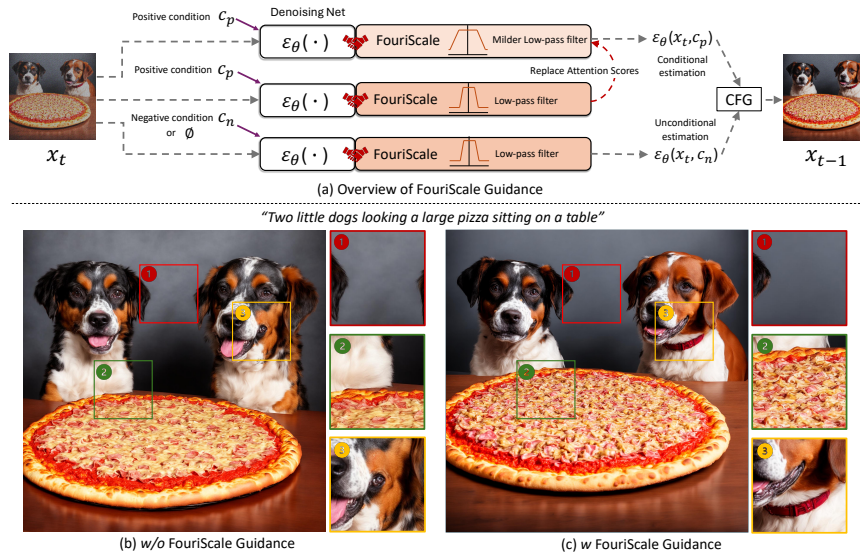 Positive condition c_p
Denoising Net
ε_θ(·)
FouriScale
Milder Low-pass filter
ε_θ(x_t,c_p)
Conditional estimation
Positive condition c_p
ε_θ(·)
FouriScale
Low-pass filter
Replace Attention Scores
CFG
Negative condition or ∅ c_n
ε_θ(·)
FouriScale
Low-pass filter
Unconditional estimation
ε_θ(x_t,c_n)
x_t
x_{t-1}
(a) Overview of FouriScale Guidance
“Two little dogs looking a large pizza sitting on a table”
1
3
2
1
2
3
1
3
2
1
2
3
(b) w/o FouriScale Guidance
(c) w FouriScale Guidance